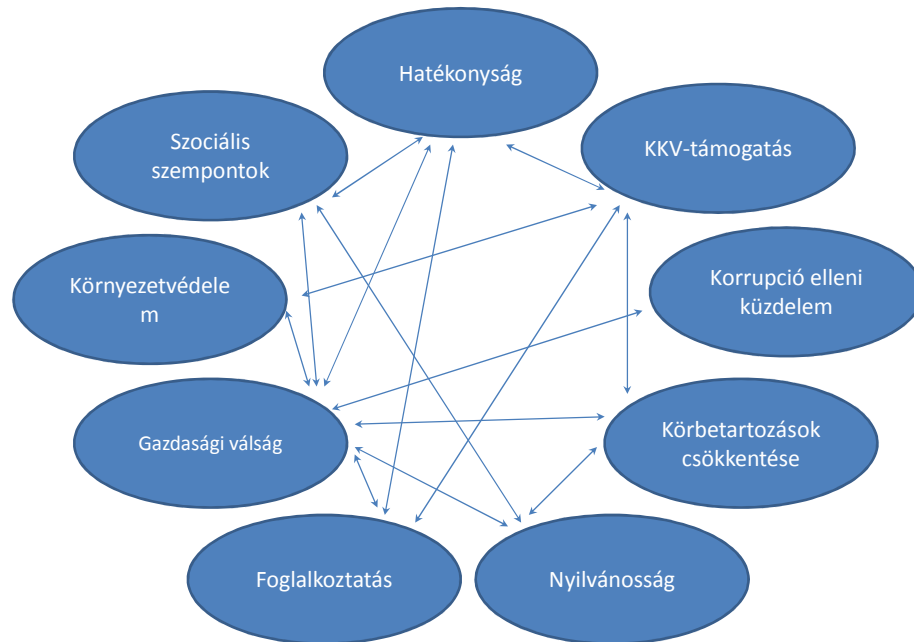 Hatékonyság
Szociális
szempontok
KKV-támogatás
Környezetvédele
m
Korrupció elleni
küzdelem
Gazdasági válság
Körbetartozások
csökkentése
Foglalkoztatás
Nyilvánosság